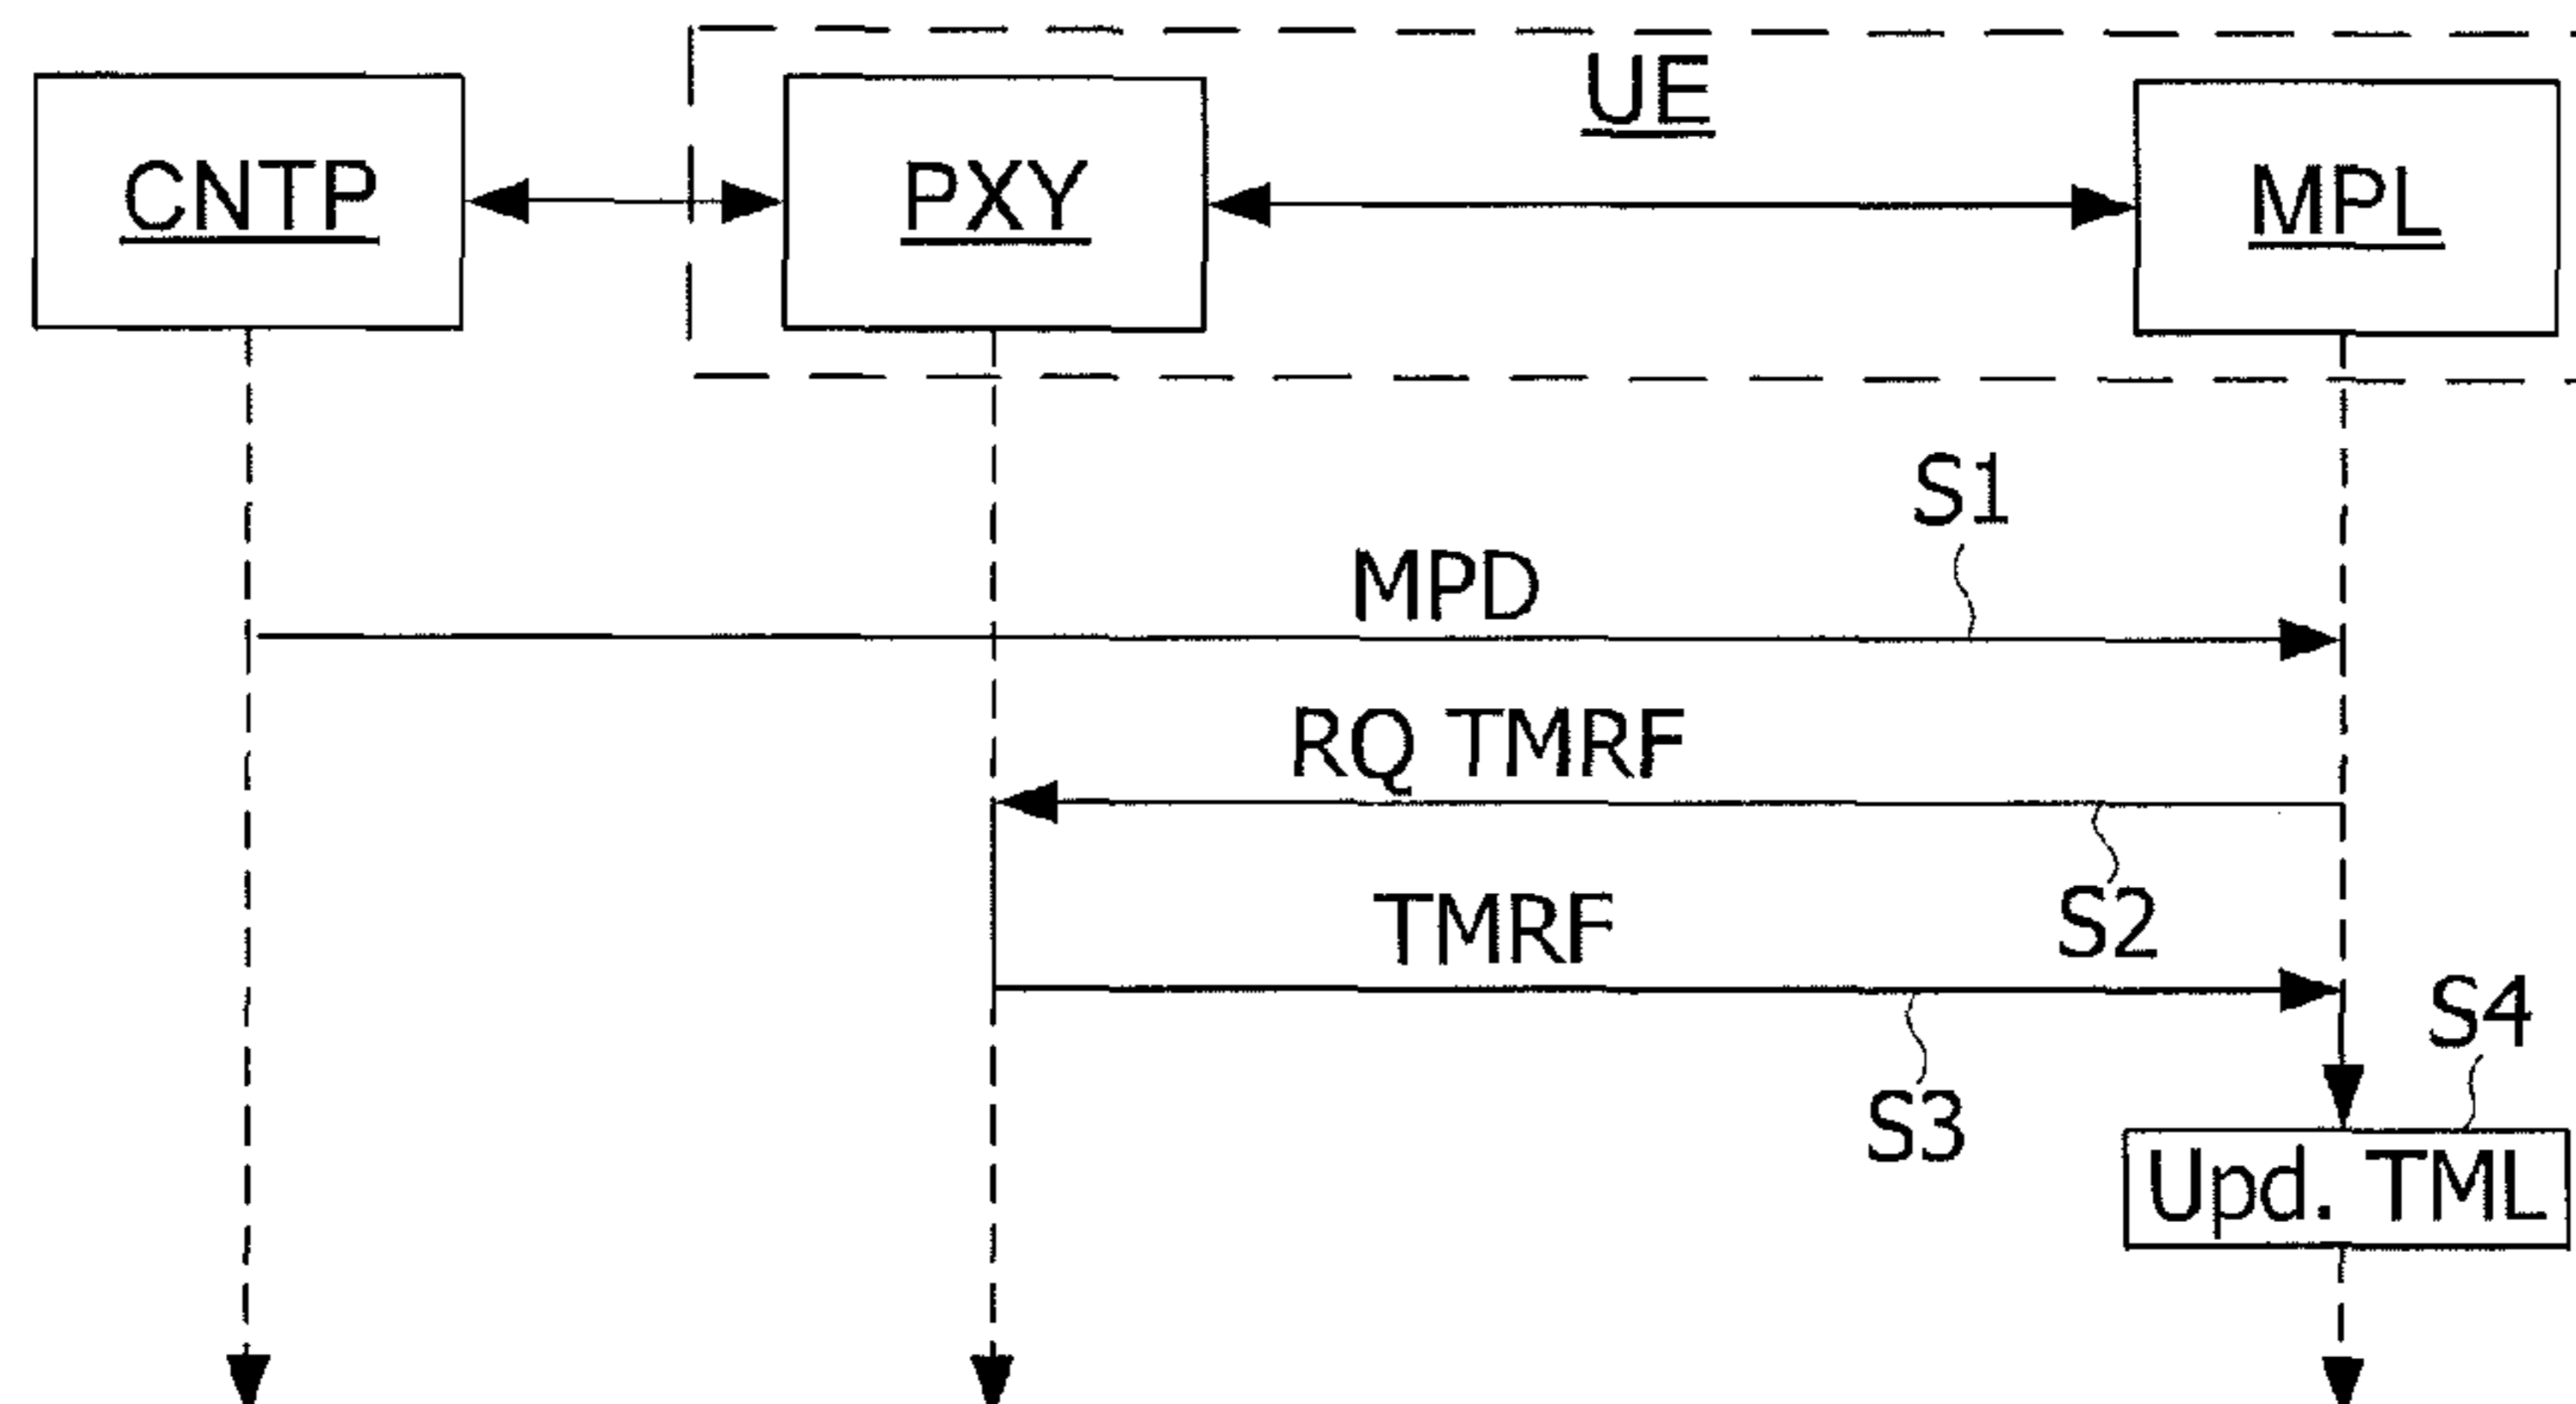 UE
CNTP
PXY
MPL
S1
MPD
RQ TMRF
S2
TMRF
S4
S3
Upd. TML